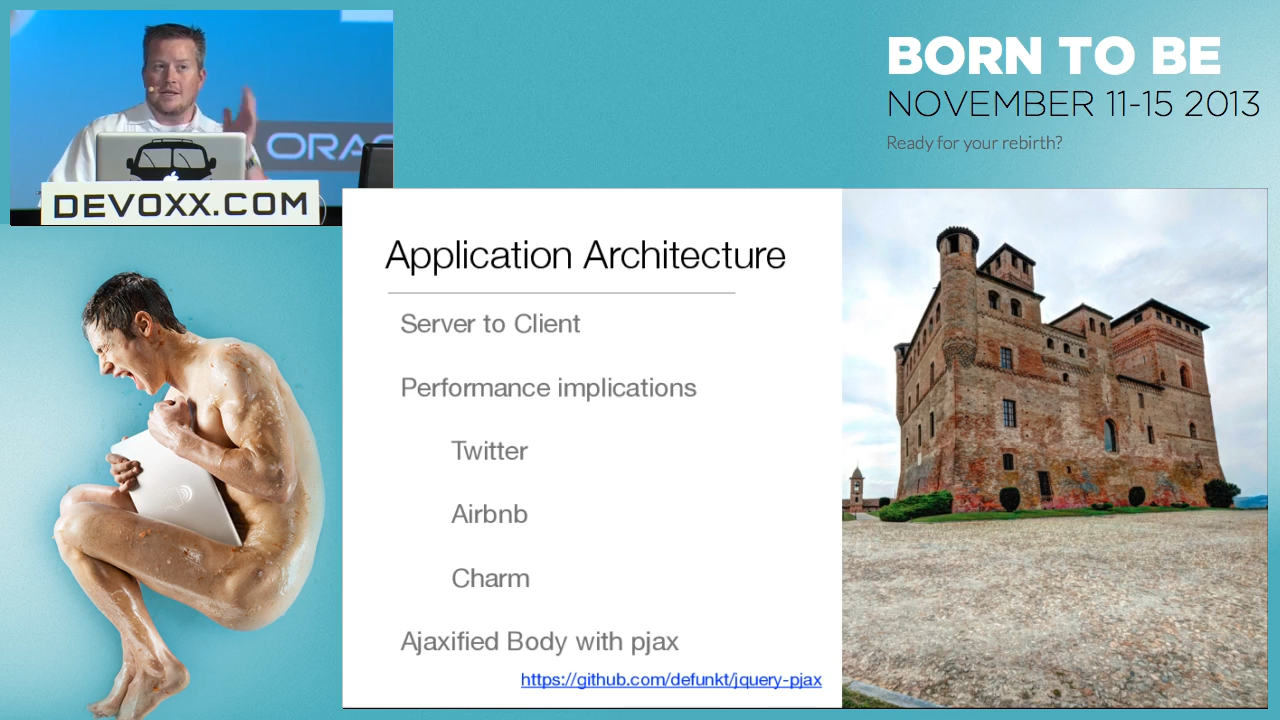 BORN TO BE
NOVEMBER 11-15 2013
Ready for your rebirth?
ORA
DEVOXX.COM
Application Architecture
Server to Client
Performance implications
Twitter
Airbnb
Charm
Ajaxified Body with pjax
https://github.com/defunkt/jquery-pjax